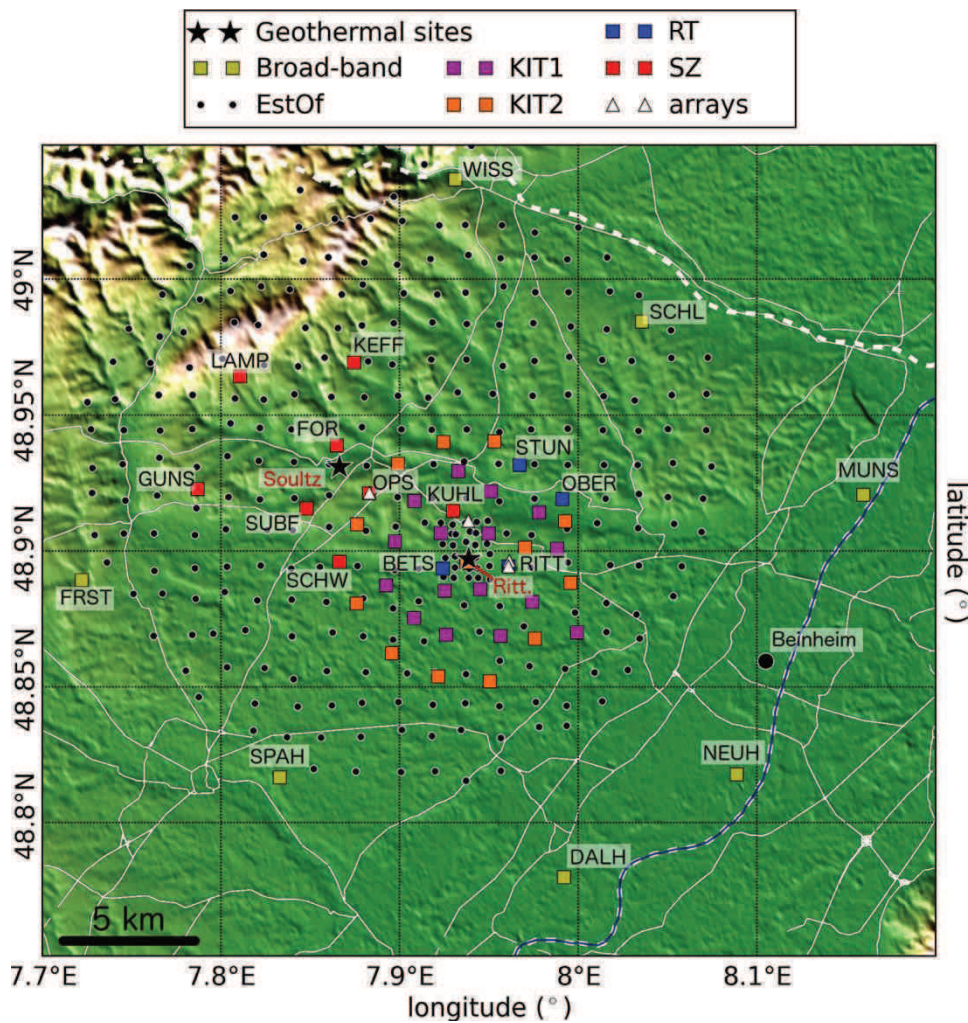 Geothermal sites
RT
Broad-band
KIT1
SZ
EstOf
KIT2
arrays
WISS
49°N
SCHL
KEFF
LAMP
48.95°N
FOR
STUN
Soultz
GUNS
OPS
OBER
MUNS
KUHL
SUBF
48.9°N
BETS
RITT
SCHW
Ritt.
FRST
latitude (°)
Beinheim
48.85°N
SPAH
NEUH
48.8°N
DALH
5 km
7.7°E
7.8°E
7.9°E
8°E
8.1°E
longitude (°)